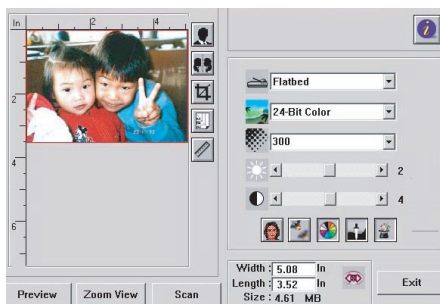 In 2 4
2
4
6
Flatbed
24-Bit Color
300
2
4
Preview Zoom View Scan
Width : 5.08 In
Length : 3.52 In
Size : 4.61 MB
Exit